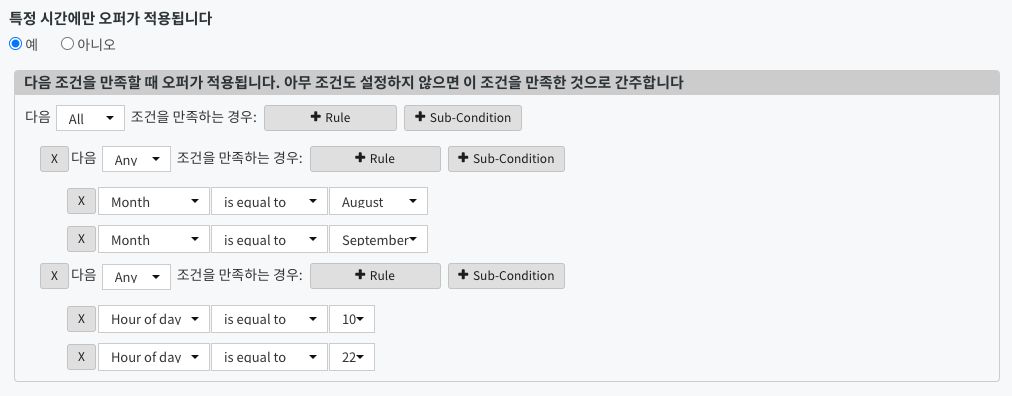 특정 시간에만 오퍼가 적용됩니다
예 아니오
다음 조건을 만족할 때 오퍼가 적용됩니다. 아무 조건도 설정하지 않으면 이 조건을 만족한 것으로 간주합니다
다음 All 조건을 만족하는 경우: + Rule + Sub-Condition
X 다음 Any 조건을 만족하는 경우: + Rule + Sub-Condition
X Month is equal to August
X Month is equal to September
X 다음 Any 조건을 만족하는 경우: + Rule + Sub-Condition
X Hour of day is equal to 10
X Hour of day is equal to 22